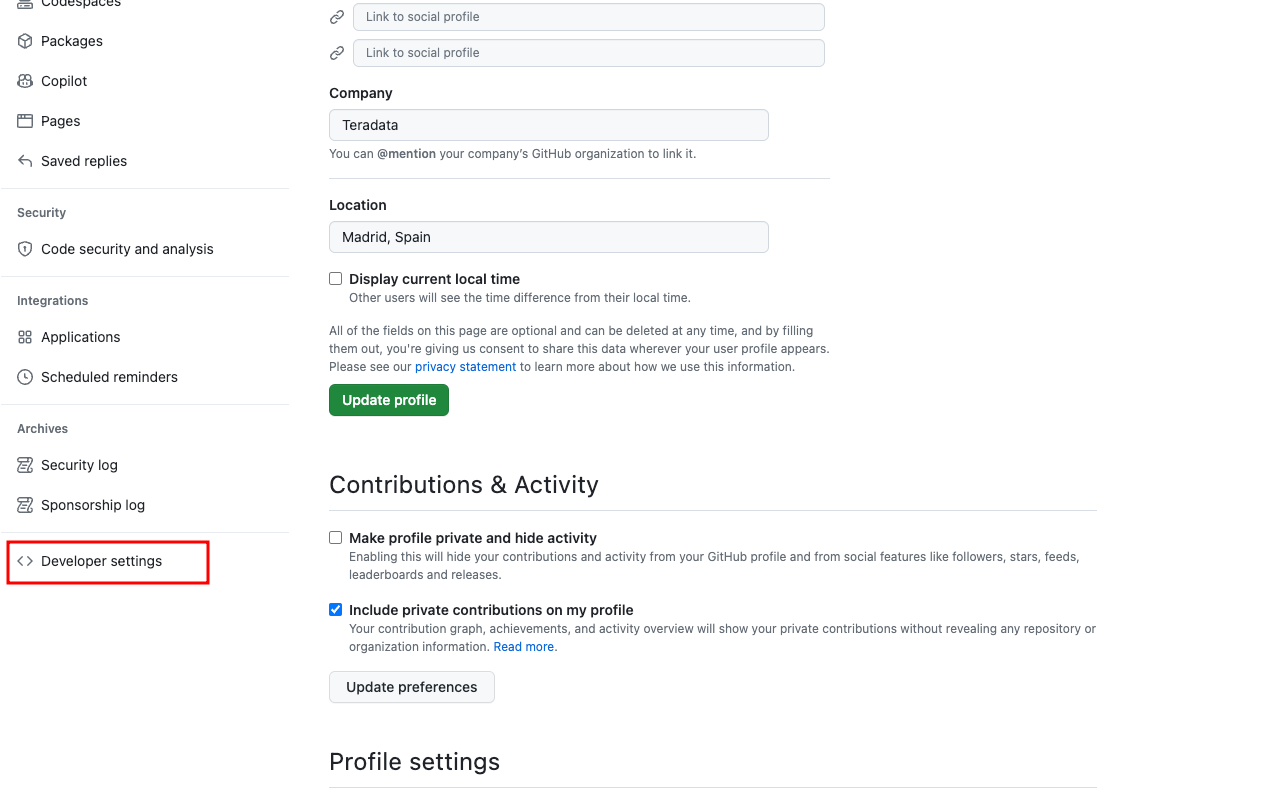 Codespaces
Packages
Copilot
Pages
Saved replies
Security
Code security and analysis
Integrations
Applications
Scheduled reminders
Archives
Security log
Sponsorship log
Developer settings
Link to social profile
Link to social profile
Company
Teradata
You can @mention your company's GitHub organization to link it.
Location
Madrid, Spain
Display current local time
Other users will see the time difference from their local time.
All of the fields on this page are optional and can be deleted at any time, and by filling
them out, you're giving us consent to share this data wherever your user profile appears.
Please see our privacy statement to learn more about how we use this information.
Update profile
Contributions & Activity
Make profile private and hide activity
Enabling this will hide your contributions and activity from your GitHub profile and from social features like followers, stars, feeds,
leaderboards and releases.
Include private contributions on my profile
Your contribution graph, achievements, and activity overview will show your private contributions without revealing any repository or
organization information. Read more.
Update preferences
Profile settings